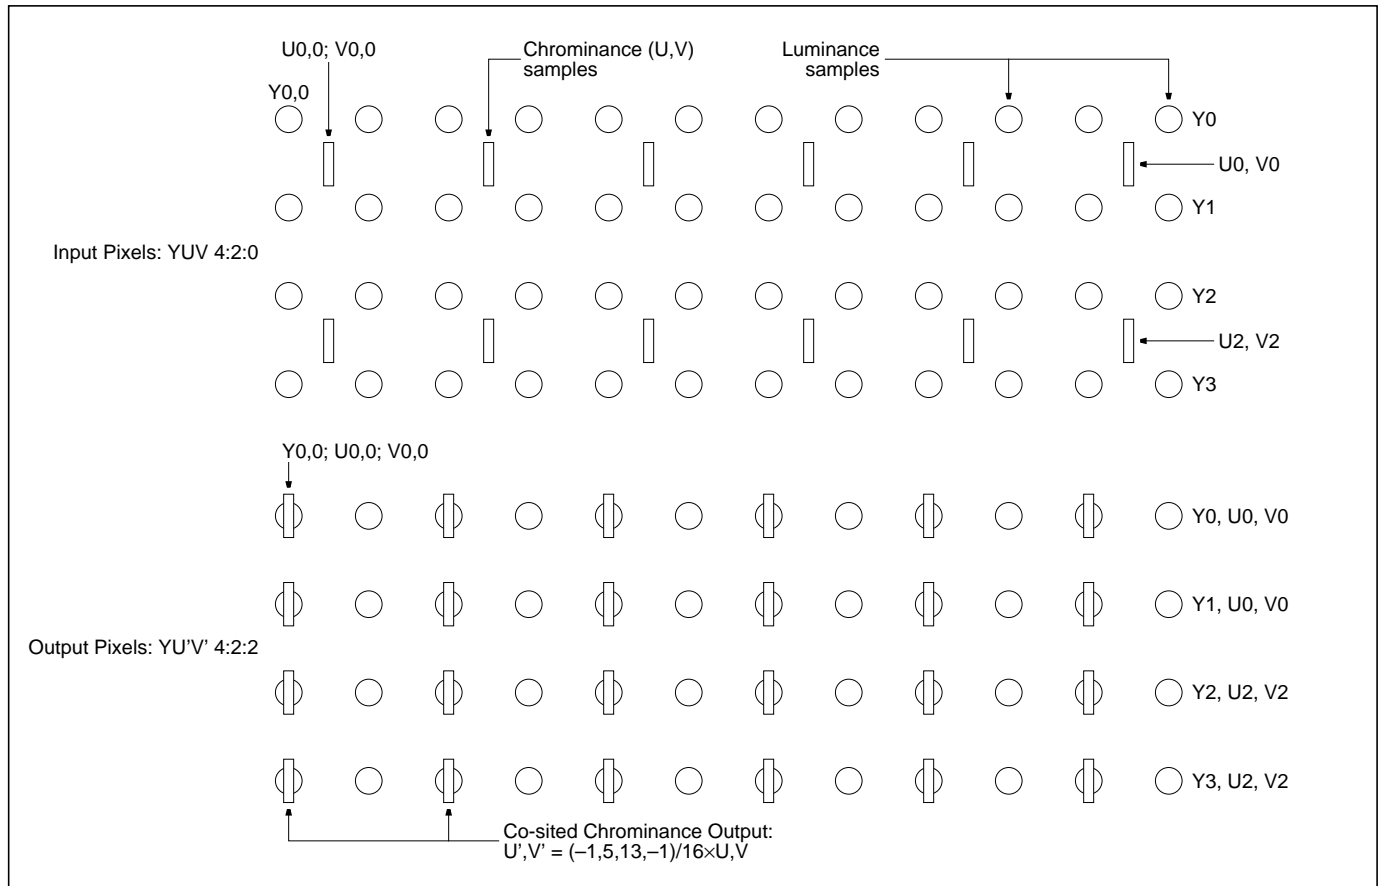 U0,0; V0,0
Chrominance (U,V)
samples
Luminance
samples
Y0,0
Y0
U0, V0
Y1
Input Pixels: YUV 4:2:0
Y2
U2, V2
Y3
Y0,0; U0,0; V0,0
Y0, U0, V0
Y1, U0, V0
Output Pixels: YU'V' 4:2:2
Y2, U2, V2
Y3, U2, V2
Co-sited Chrominance Output:
U',V' = (–1,5,13,–1)/16×U,V